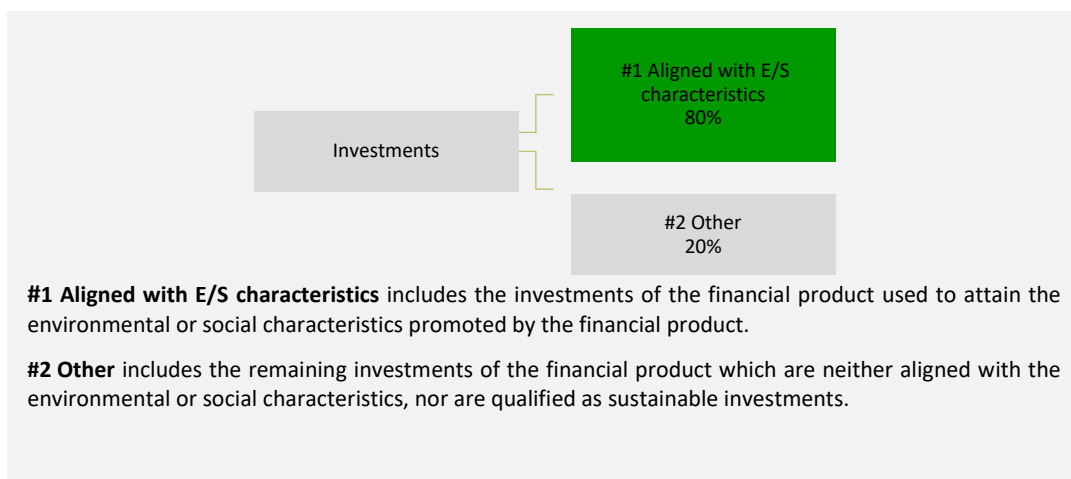 #1 Aligned with E/S
characteristics
80%
Investments
#2 Other
20%
#1 Aligned with E/S characteristics includes the investments of the financial product used to attain the
environmental or social characteristics promoted by the financial product.
#2 Other includes the remaining investments of the financial product which are neither aligned with the
environmental or social characteristics, nor are qualified as sustainable investments.